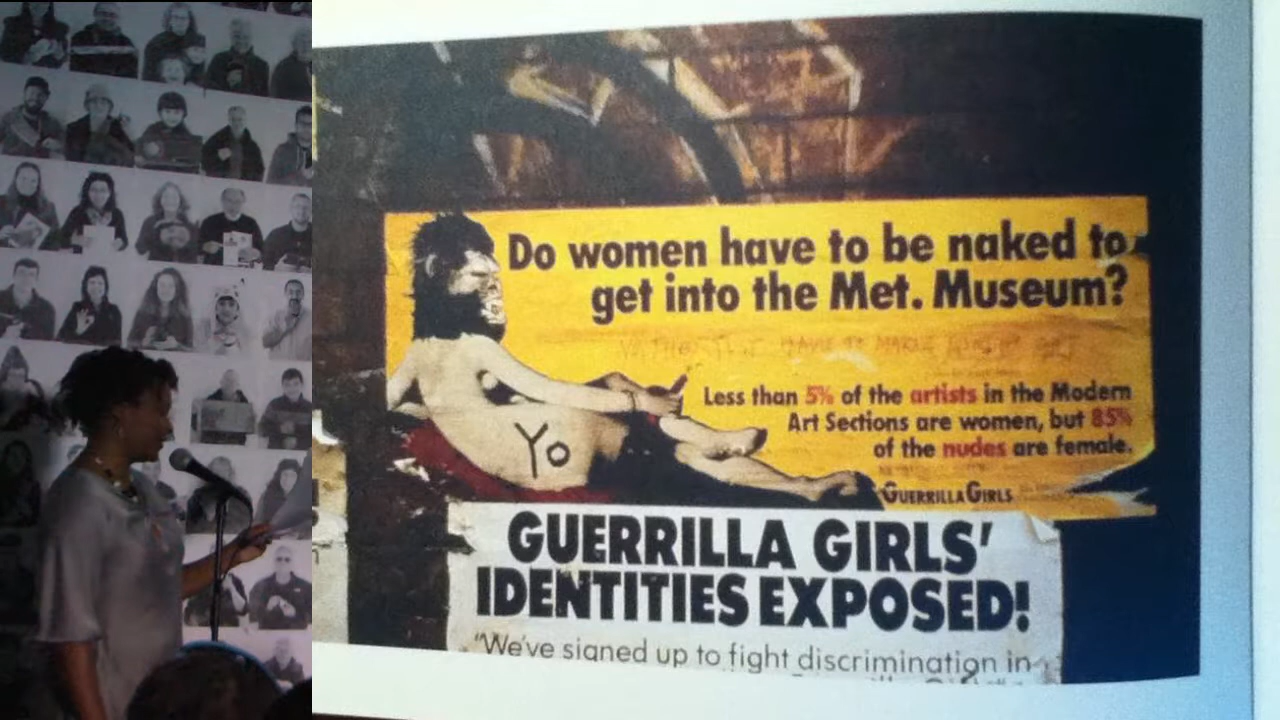 Do women have to be naked to
get into the Met. Museum?
Less than 5% of the artists in the Modern
Art Sections are women, but 85%
of the nudes are female.
Yo
GUERRILLA GIRLS
GUERRILLA GIRLS'
IDENTITIES EXPOSED!
"We've signed up to fight discrimination in